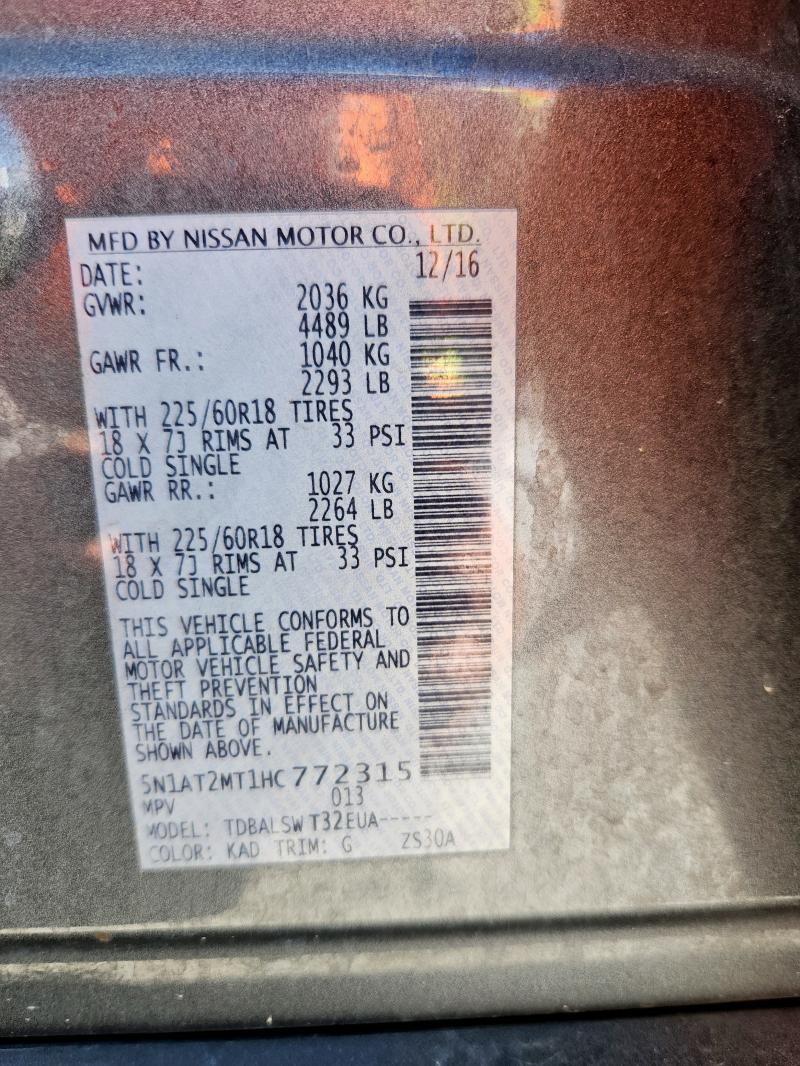 MFD BY NISSAN MOTOR CO., LTD.
DATE: 12/16
GVWR: 2036 KG
4489 LB
GAWR FR.: 1040 KG
2293 LB
WITH 225/60R18 TIRES
18 X 7J RIMS AT 33 PSI
COLD SINGLE
GAWR RR.: 1027 KG
2264 LB
WITH 225/60R18 TIRES
18 X 7J RIMS AT 33 PSI
COLD SINGLE
THIS VEHICLE CONFORMS TO
ALL APPLICABLE FEDERAL
MOTOR VEHICLE SAFETY AND
THEFT PREVENTION
STANDARDS IN EFFECT ON
THE DATE OF MANUFACTURE
SHOWN ABOVE.
5N1AT2MT1HC772315
MPV 013
MODEL: TDBALSW T32EUA-----
COLOR: KAD TRIM: G ZS30A